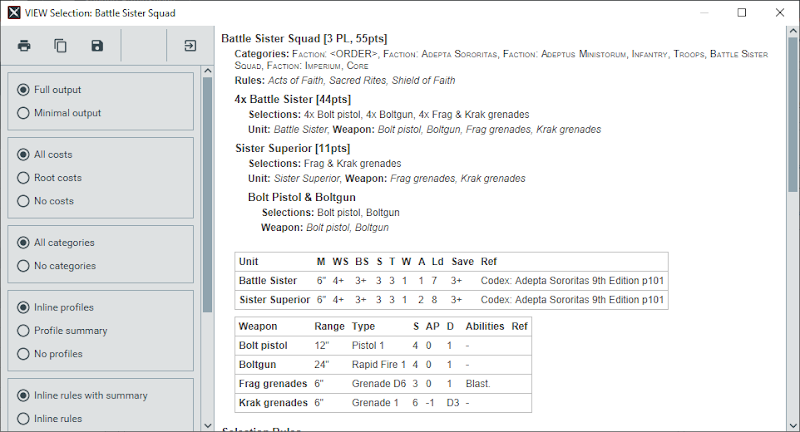 VIEW Selection: Battle Sister Squad
Full output
Minimal output
All costs
Root costs
No costs
All categories
No categories
Inline profiles
Profile summary
No profiles
Inline rules with summary
Inline rules
Battle Sister Squad [3 PL, 55pts]
Categories: Faction: <Order>, Faction: Adepta Sororitas, Faction: Adeptus Ministorum, Infantry, Troops, Battle Sister
Squad, Faction: Imperium, Core
Rules: Acts of Faith, Sacred Rites, Shield of Faith
4x Battle Sister [44pts]
Selections: 4x Bolt pistol, 4x Boltgun, 4x Frag & Krak grenades
Unit: Battle Sister, Weapon: Bolt pistol, Boltgun, Frag grenades, Krak grenades
Sister Superior [11pts]
Selections: Frag & Krak grenades
Unit: Sister Superior, Weapon: Frag grenades, Krak grenades
Bolt Pistol & Boltgun
Selections: Bolt pistol, Boltgun
Weapon: Bolt pistol, Boltgun
Unit M WS BS S T W A Ld Save Ref
Battle Sister 6" 4+ 3+ 3 3 1 1 7 3+ Codex: Adepta Sororitas 9th Edition p101
Sister Superior 6" 4+ 3+ 3 3 1 2 8 3+ Codex: Adepta Sororitas 9th Edition p101
Weapon Range Type S AP D Abilities Ref
Bolt pistol 12" Pistol 1 4 0 1 -
Boltgun 24" Rapid Fire 1 4 0 1 -
Frag grenades 6" Grenade D6 3 0 1 Blast.
Krak grenades 6" Grenade 1 6 -1 D3 -
Selection Rules